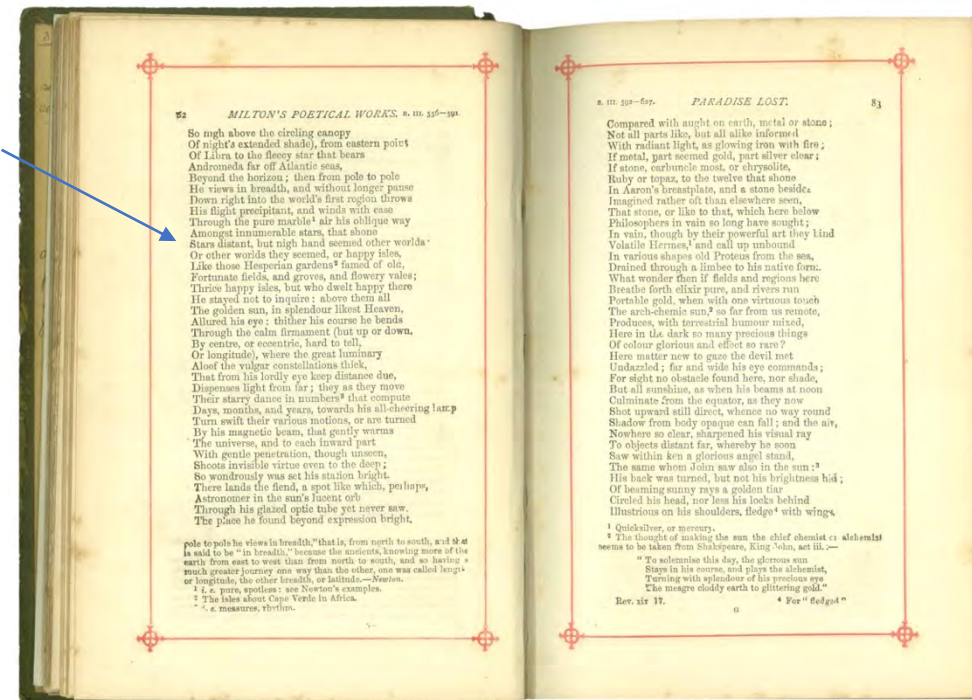 82 MILTON'S POETICAL WORKS. B. III. 556—591.
So nigh above the circling canopy
Of night's extended shade), from eastern point
Of Libra to the fleecy star that bears
Andromeda far off Atlantic seas,
Beyond the horizon; then from pole to pole
He views in breadth, and without longer pause
Down right into the world's first region throws
His flight precipitant, and winds with ease
Through the pure marble¹ air his oblique way
Amongst innumerable stars, that shone
Stars distant, but nigh hand seemed other worlds
Or other worlds they seemed, or happy isles,
Like those Hesperian gardens² famed of old,
Fortunate fields, and groves, and flowery vales;
Thrice happy isles, but who dwelt happy there
He stayed not to inquire: above them all
The golden sun, in splendour likest Heaven,
Allured his eye: thither his course he bends
Through the calm firmament (but up or down,
By centre, or eccentric, hard to tell,
Or longitude), where the great luminary
Aloof the vulgar constellations thick,
That from his lordly eye keep distance due,
Dispenses light from far; they as they move
Their starry dance in numbers³ that compute
Days, months, and years, towards his all-cheering lamp
Turn swift their various motions, or are turned
By his magnetic beam, that gently warms
The universe, and to each inward part
With gentle penetration, though unseen,
Shoots invisible virtue even to the deep;
So wondrously was set his station bright.
There lands the fiend, a spot like which, perhaps,
Astronomer in the sun's lucent orb
Through his glazed optic tube yet never saw.
The place he found beyond expression bright,
pole to pole he views in breadth," that is, from north to south, and that
is said to be "in breadth," because the ancients, knowing more of the
earth from east to west than from north to south, and so having a
much greater journey one way than the other, one was called length
or longitude, the other breadth, or latitude.—Newton.
¹ i. e. pure, spotless: see Newton's examples.
² The isles about Cape Verde in Africa.
³ i. e. measures, rhythm.
B. III. 592—627. PARADISE LOST. 83
Compared with aught on earth, metal or stone;
Not all parts like, but all alike informed
With radiant light, as glowing iron with fire;
If metal, part seemed gold, part silver clear;
If stone, carbuncle most, or chrysolite,
Ruby or topaz, to the twelve that shone
In Aaron's breastplate, and a stone besides
Imagined rather oft than elsewhere seen,
That stone, or like to that, which here below
Philosophers in vain so long have sought;
In vain, though by their powerful art they bind
Volatile Hermes,¹ and call up unbound
In various shapes old Proteus from the sea,
Drained through a limbec to his native form.
What wonder then if fields and regions here
Breathe forth elixir pure, and rivers run
Portable gold, when with one virtuous touch
The arch-chemic sun,² so far from us remote,
Produces, with terrestrial humour mixed,
Here in the dark so many precious things
Of colour glorious and effect so rare?
Here matter new to gaze the devil met
Undazzled; far and wide his eye commands;
For sight no obstacle found here, nor shade,
But all sunshine, as when his beams at noon
Culminate from the equator, as they now
Shot upward still direct, whence no way round
Shadow from body opaque can fall; and the air,
Nowhere so clear, sharpened his visual ray
To objects distant far, whereby he soon
Saw within ken a glorious angel stand,
The same whom John saw also in the sun:³
His back was turned, but not his brightness hid;
Of beaming sunny rays a golden tiar
Circled his head, nor less his locks behind
Illustrious on his shoulders, fledge⁴ with wings,
¹ Quicksilver, or mercury.
² The thought of making the sun the chief chemist or alchemist
seems to be taken from Shakspeare, King John, act iii. :—
"To solemnise this day, the glorious sun
Stays in his course, and plays the alchemist,
Turning with splendour of his precious eye
The meagre cloddy earth to glittering gold."
Rev. xix 17. ⁴ For "fledged"
G